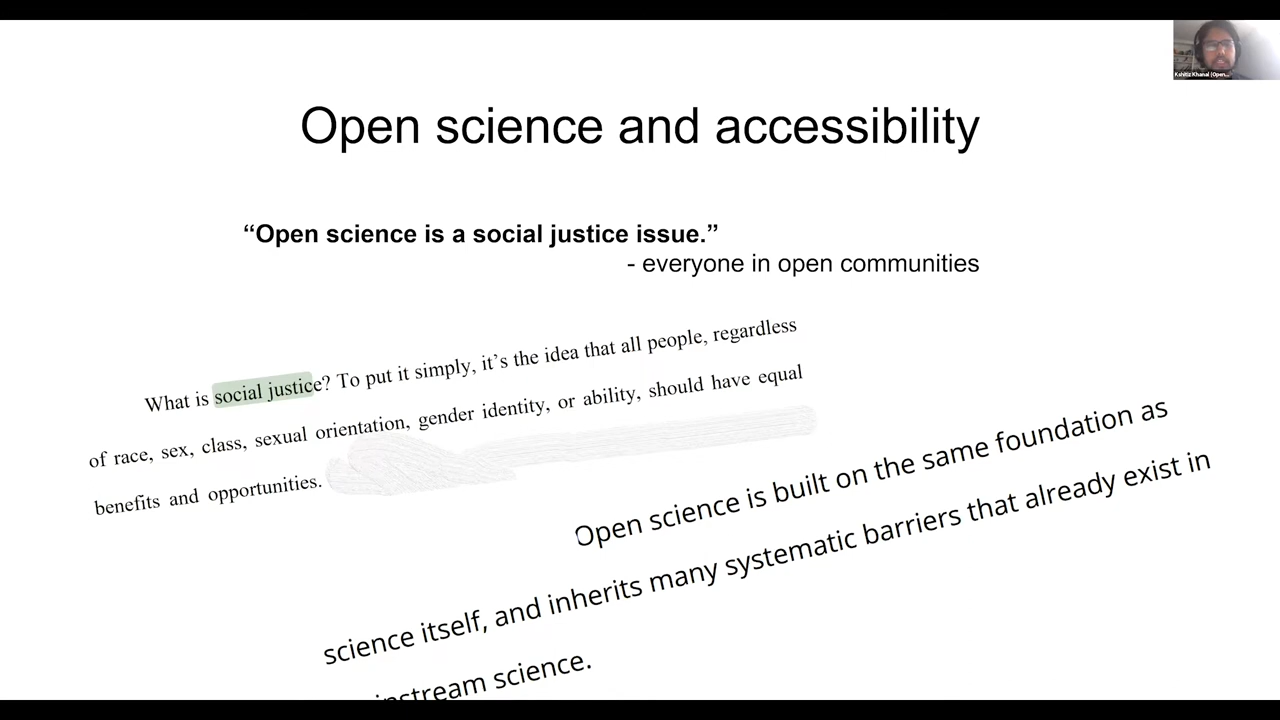 Kshitiz Khanal (Open...
Open science and accessibility
“Open science is a social justice issue.”
- everyone in open communities
What is social justice? To put it simply, it’s the idea that all people, regardless
of race, sex, class, sexual orientation, gender identity, or ability, should have equal
benefits and opportunities.
Open science is built on the same foundation as
science itself, and inherits many systematic barriers that already exist in
science.